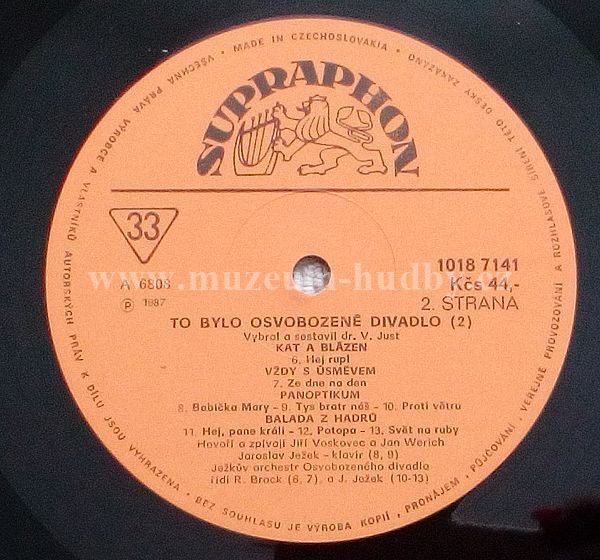 VŠECHNA PRÁVA VÝROBCE A VLASTNÍKŮ AUTORSKÝCH PRÁV K DÍLU JSOU VYHRAZENA • BEZ SOUHLASU JE VÝROBA KOPIÍ, PRONÁJEM, PŮJČOVÁNÍ, VEŘEJNÉ PROVOZOVÁNÍ A ROZHLASOVÉ ŠÍŘENÍ TÉTO DESKY ZAKÁZÁNO • MADE IN CZECHOSLOVAKIA •
SUPRAPHON
33
1018 7141
A 6808
Kčs 44,-
℗ 1987
2. STRANA
www.muzeum-hudby.cz
TO BYLO OSVOBOZENÉ DIVADLO (2)
Vybral a sestavil dr. V. Just
KAT A BLÁZEN
6. Hej rup!
VŽDY S ÚSMĚVEM
7. Ze dne na den
PANOPTIKUM
8. Babička Mary – 9. Tys bratr náš – 10. Proti větru
BALADA Z HADRŮ
11. Hej, pane králi – 12. Potopa – 13. Svět na ruby
Hovoří a zpívají Jiří Voskovec a Jan Werich
Jaroslav Ježek – klavír (8, 9)
Ježkův orchestr Osvobozeného divadla
řídí R. Brock (6, 7), a J. Ježek (10-13)